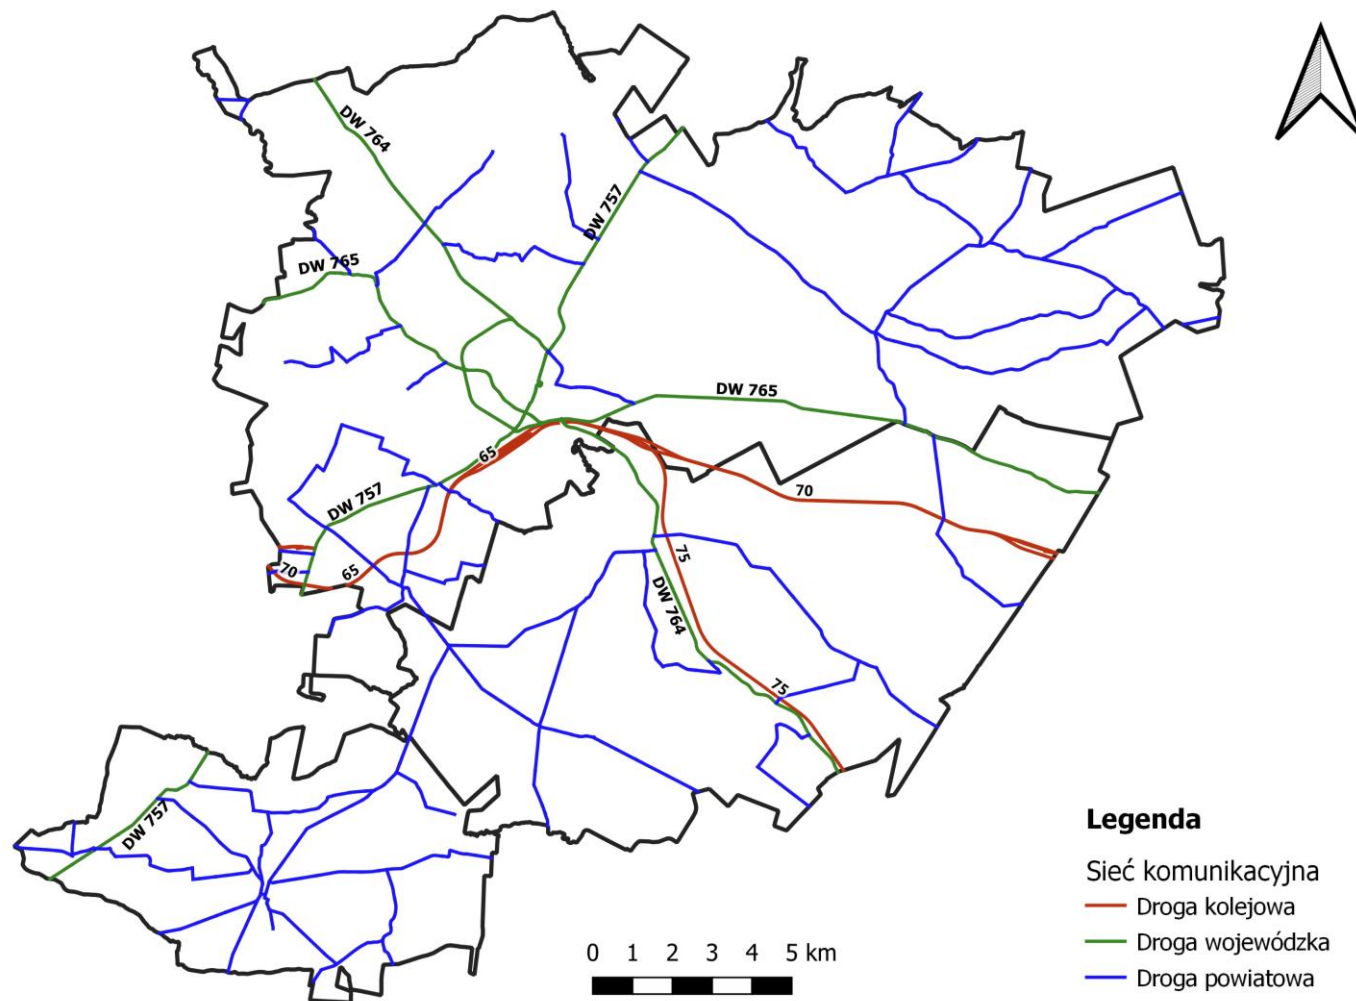 DW 764
DW 757
DW 765
DW 765
65
DW 757
70
75
70
65
DW 764
75
DW 757
Legenda
Sieć komunikacyjna
Droga kolejowa
Droga wojewódzka
Droga powiatowa
0 1 2 3 4 5 km